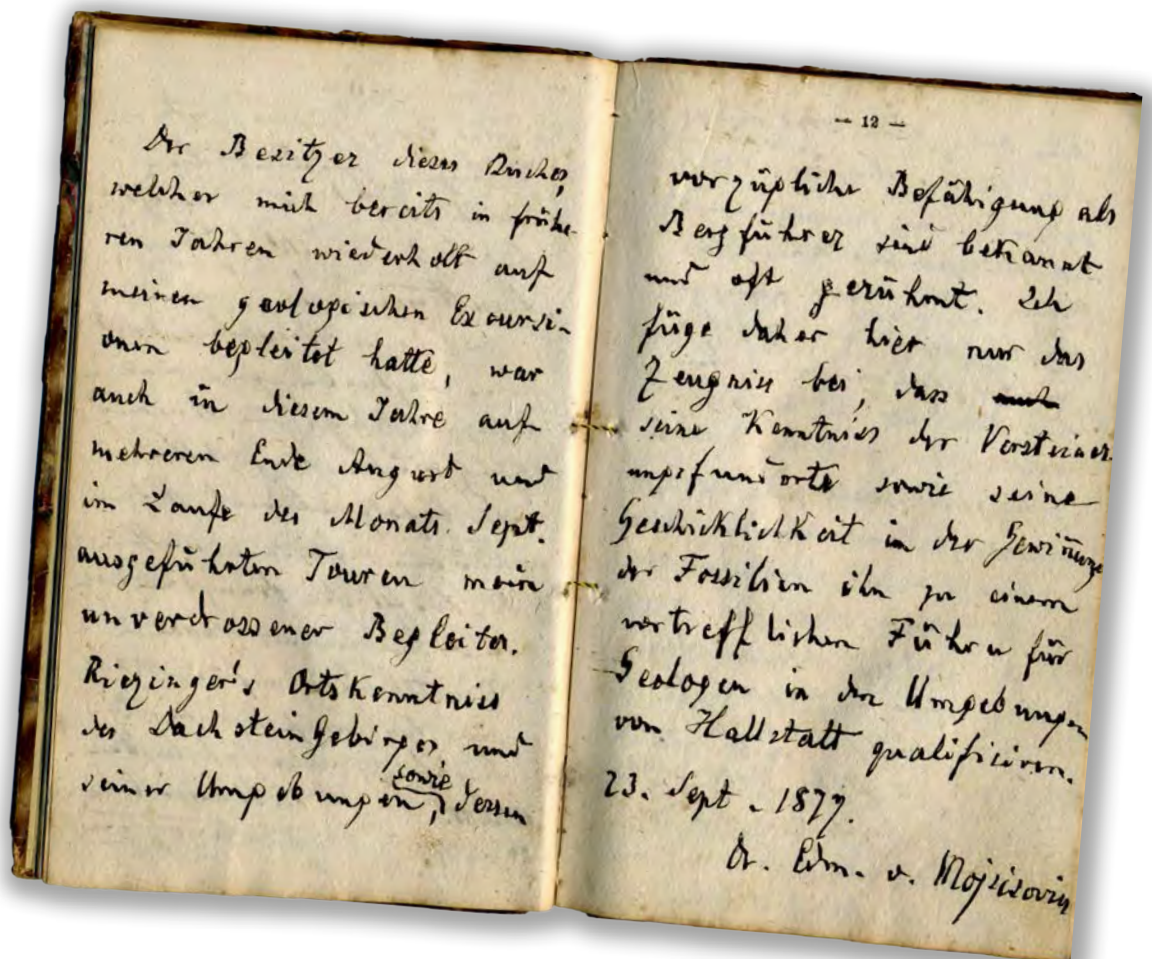 Der Besitzer dieses Buches,
welcher mich bereits in frühe-
ren Jahren wiederholt auf
meinen geologischen Excursi-
onen begleitet hatte, war
auch in diesem Jahre auf
mehreren Ende August und
im Laufe des Monats Sept.
ausgeführten Touren mein
unverdrossener Begleiter.
Riezinger's Ortskenntniss
des Dachsteingebirges und
seiner Umgebungen, sowie dessen
— 12 —
vorzügliche Befähigung als
Bergführer sind bekannt
und oft gerühmt. Ich
füge daher hier nur das
Zeugniss bei, dass
seine Kenntniss der Versteiner-
ungsfundorte sowie seine
Geschicklichkeit in der Gewinnung
der Fossilien ihn zu einem
vortrefflichen Führer für
Geologen in den Umgebungen
von Hallstatt qualificiren.
23. Sept. 1877.
Dr. Edm. v. Mojsisovics